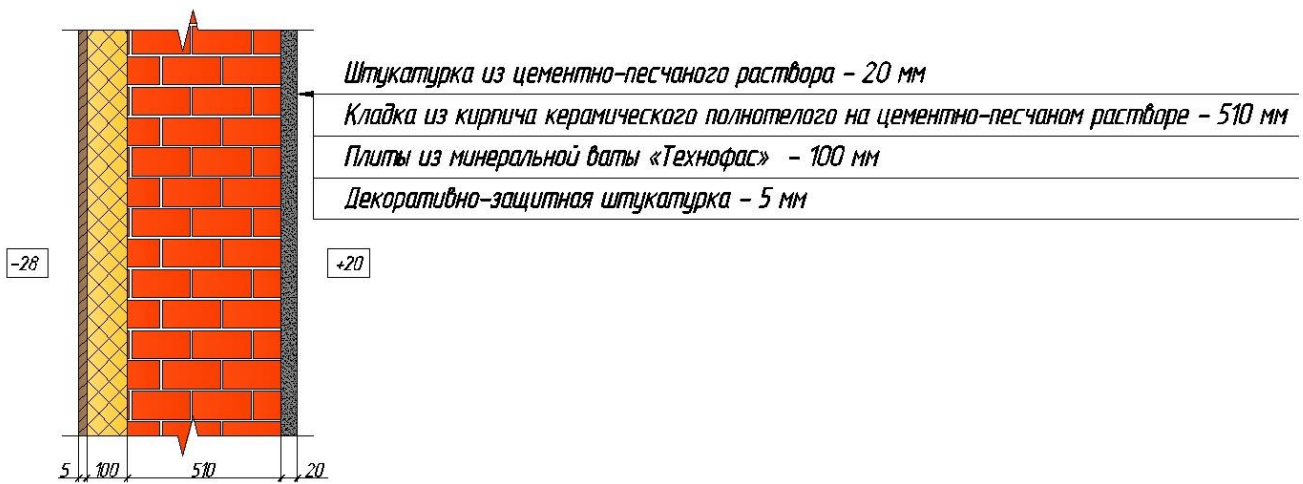 Штукатурка из цементно-песчаного раствора - 20 мм
Кладка из кирпича керамического полнотелого на цементно-песчаном растворе - 510 мм
Плиты из минеральной ваты «Технофас» - 100 мм
Декоративно-защитная штукатурка - 5 мм
-28
+20
5 100 510 20